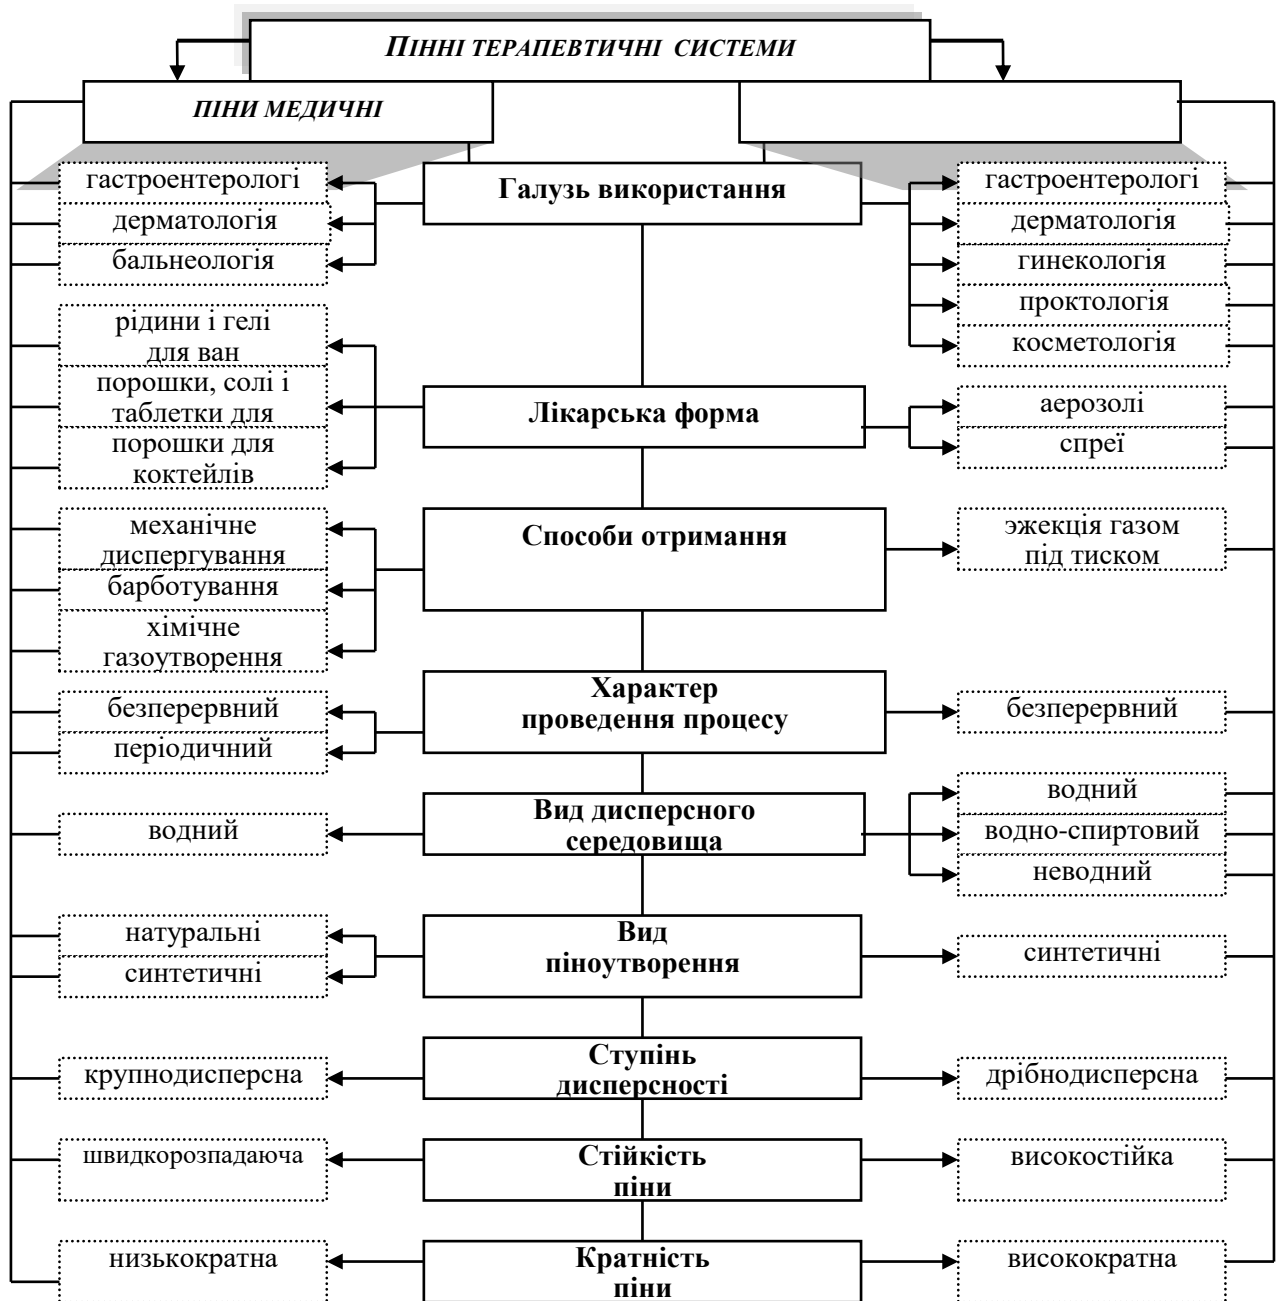 ПІННІ ТЕРАПЕВТИЧНІ СИСТЕМИ
ПІНИ МЕДИЧНІ
Галузь використання
гастроентерологі
дерматологія
бальнеологія
гастроентерологі
дерматологія
гинекологія
проктологія
косметологія
Лікарська форма
рідини і гелі
для ван
порошки, солі і
таблетки для
порошки для
коктейлів
аерозолі
спреї
Способи отримання
механічне
диспергування
барботування
хімічне
газоутворення
эжекція газом
під тиском
Характер
проведення процесу
безперервний
періодичний
безперервний
Вид дисперсного
середовища
водний
водний
водно-спиртовий
неводний
Вид
піноутворення
натуральні
синтетичні
синтетичні
Ступінь
дисперсності
крупнодисперсна
дрібнодисперсна
Стійкість
піни
швидкорозпадаюча
високостійка
Кратність
піни
низькократна
висократна